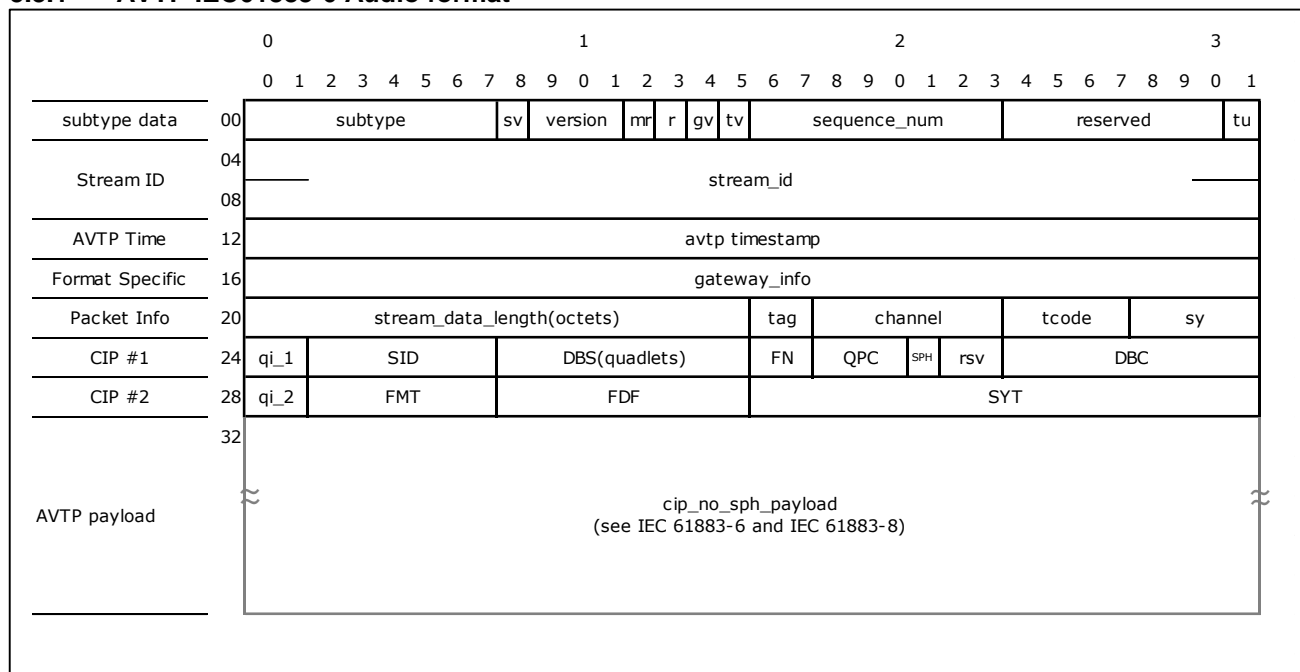 0 1 2 3
0 1 2 3 4 5 6 7 8 9 0 1 2 3 4 5 6 7 8 9 0 1 2 3 4 5 6 7 8 9 0 1
subtype data 00 subtype sv version mr r gv tv sequence_num reserved tu
04
Stream ID stream_id
08
AVTP Time 12 avtp timestamp
Format Specific 16 gateway_info
Packet Info 20 stream_data_length(octets) tag channel tcode sy
CIP #1 24 qi_1 SID DBS(quadlets) FN QPC SPH rsv DBC
CIP #2 28 qi_2 FMT FDF SYT
32
AVTP payload cip_no_sph_payload
(see IEC 61883-6 and IEC 61883-8)